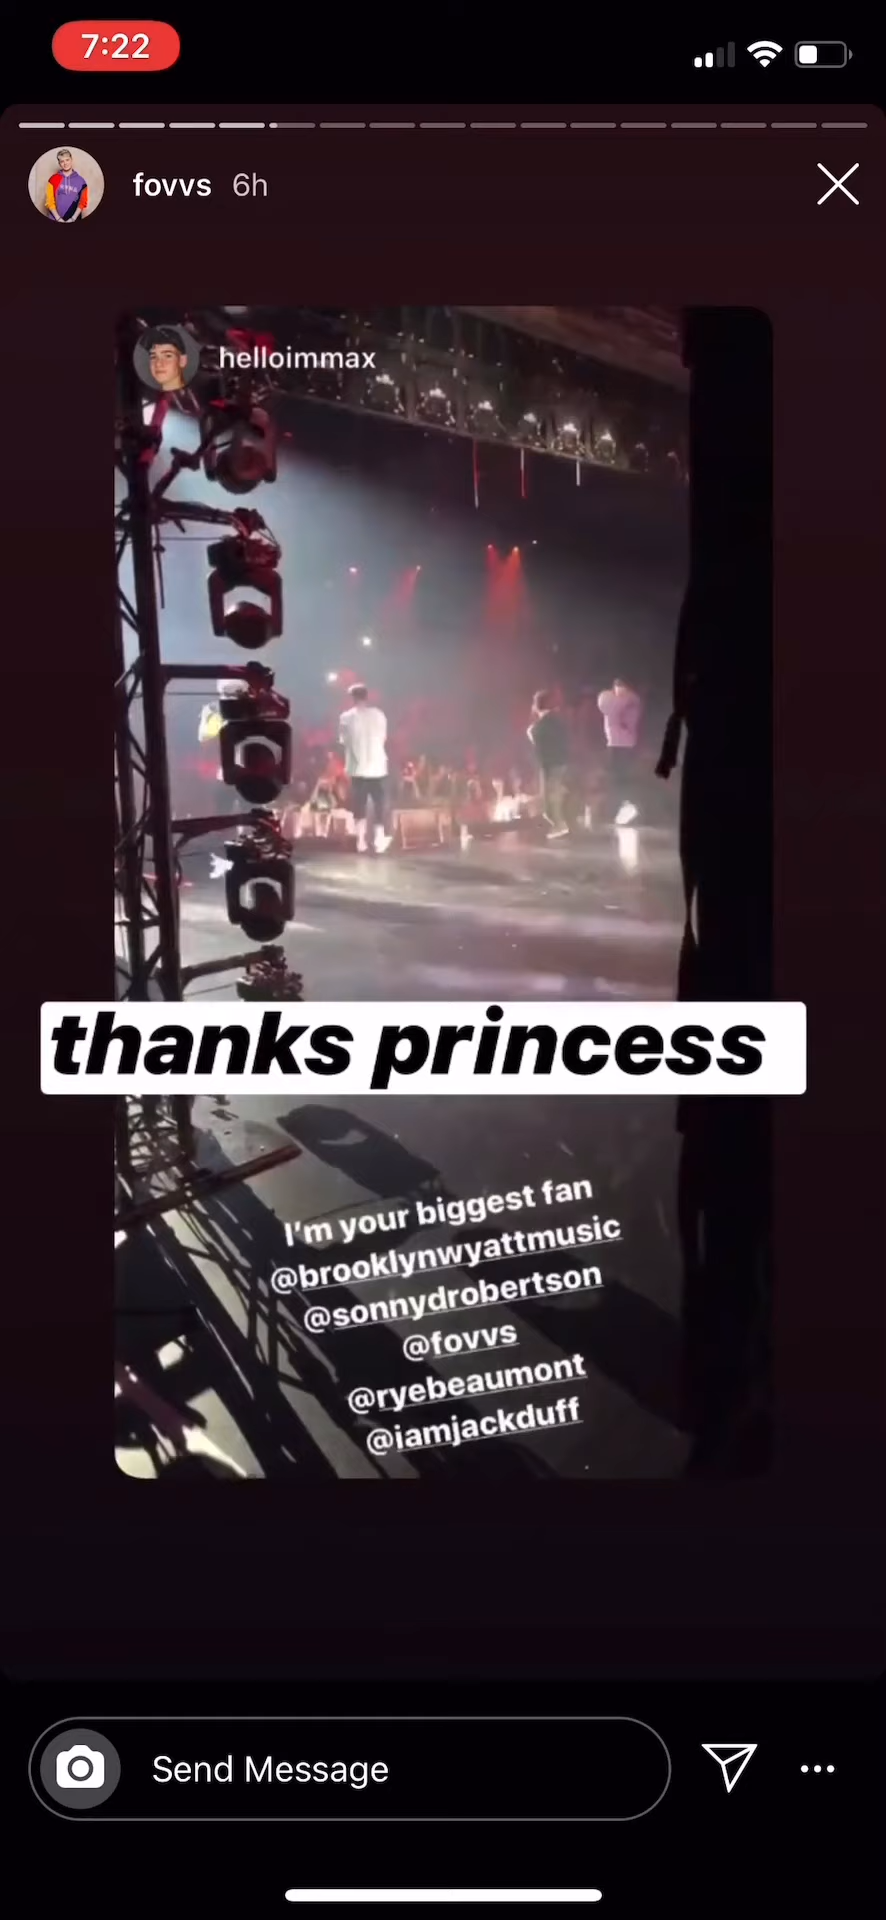 7:22
fovvs 6h
helloimmax
thanks princess
I'm your biggest fan
@brooklynwyattmusic
@sonnydrobertson
@fovvs
@ryebeaumont
@iamjackduff
Send Message